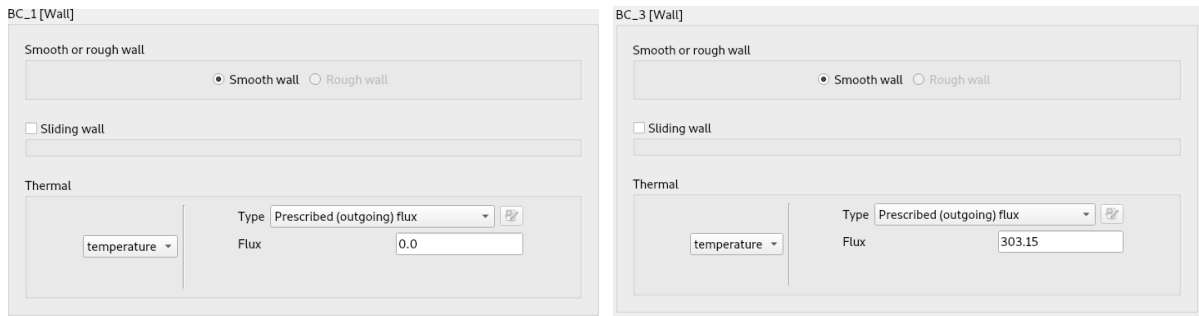 BC_1 [Wall]
Smooth or rough wall
Smooth wall Rough wall
Sliding wall
Thermal
temperature
Type Prescribed (outgoing) flux
Flux 0.0
BC_3 [Wall]
Smooth or rough wall
Smooth wall Rough wall
Sliding wall
Thermal
temperature
Type Prescribed (outgoing) flux
Flux 303.15